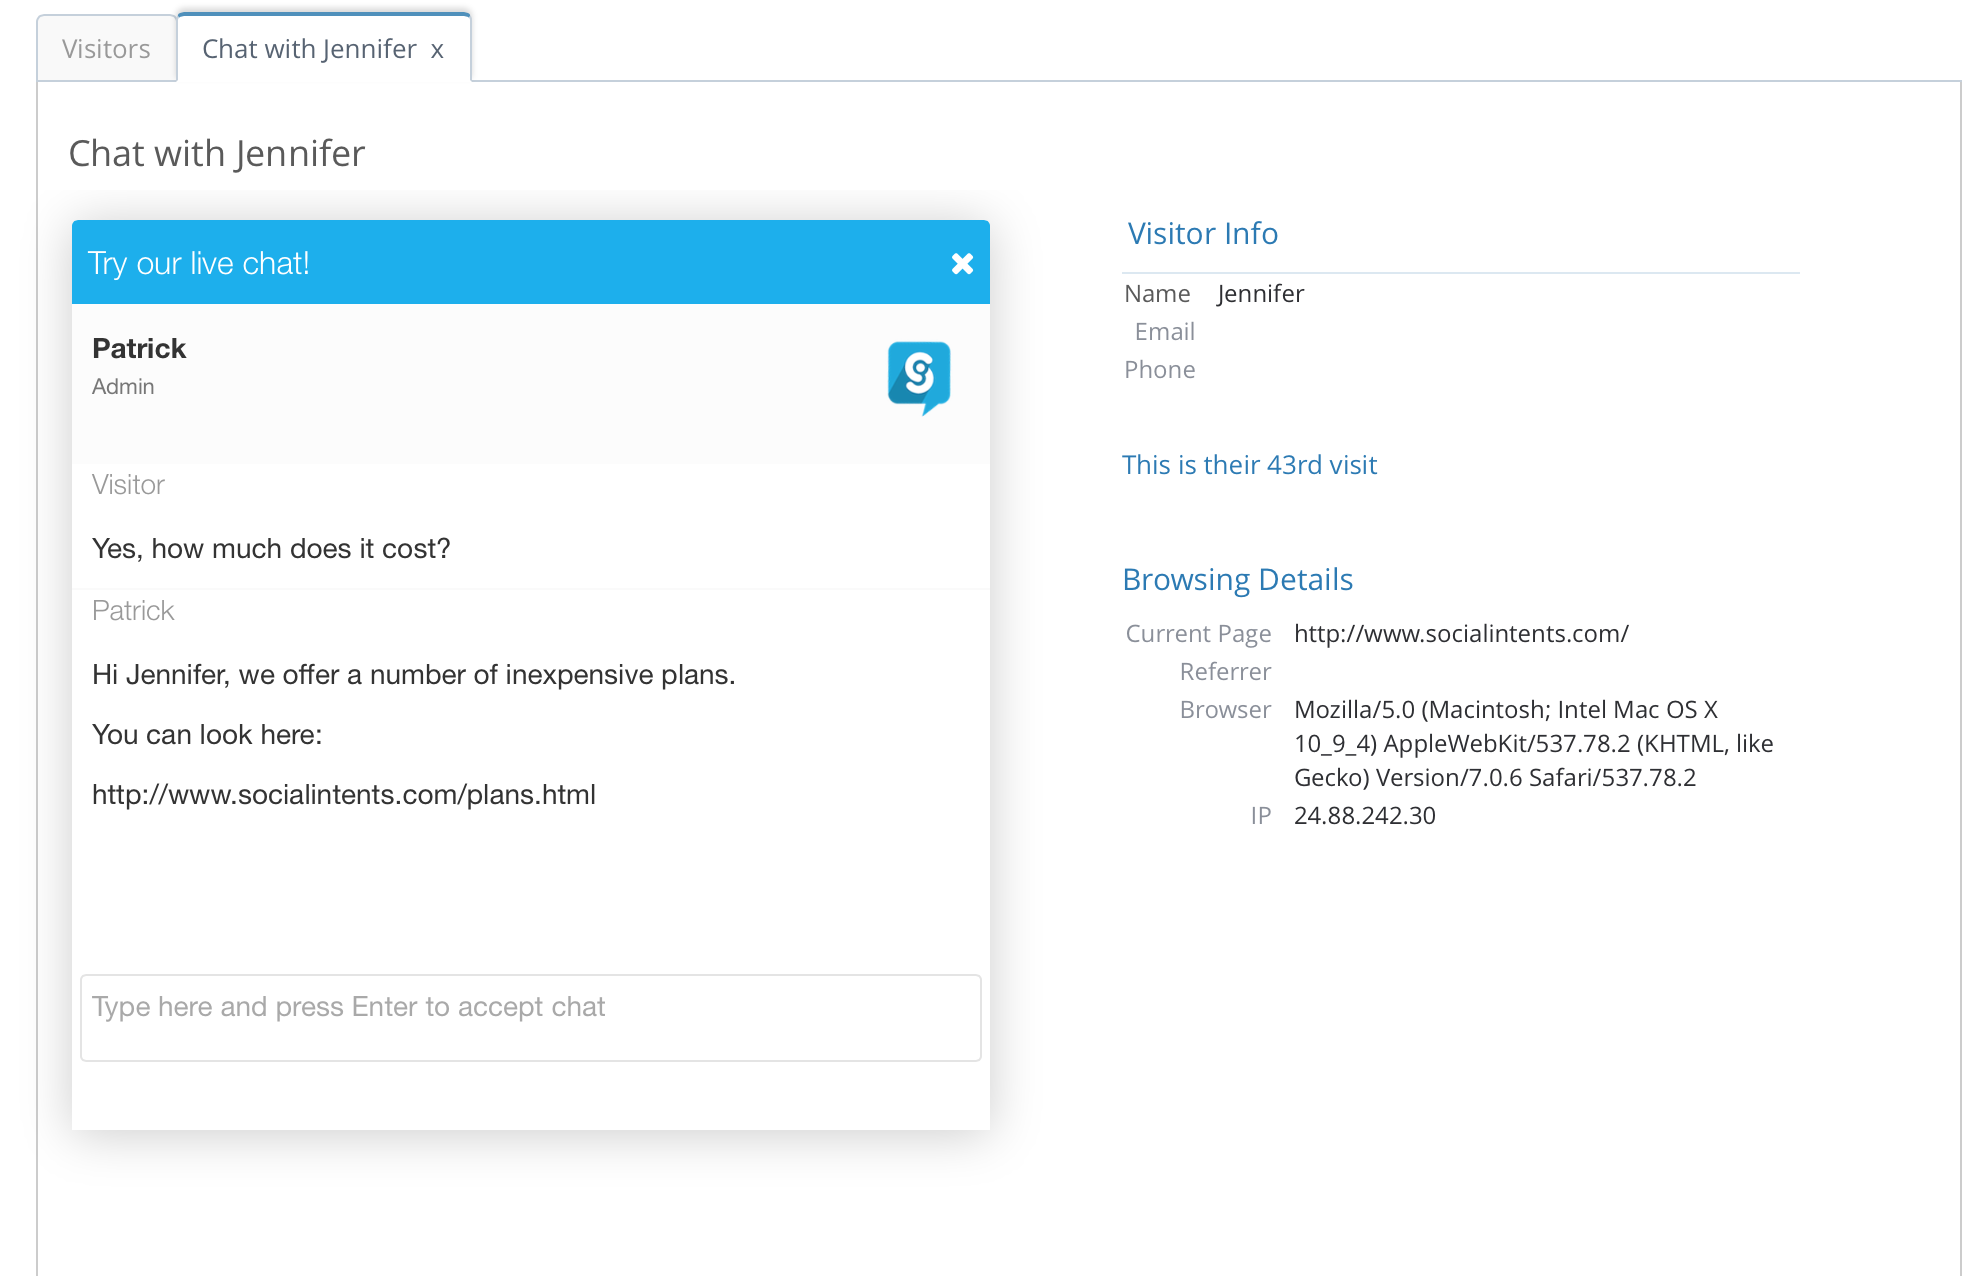 Visitors
Chat with Jennifer x
Chat with Jennifer
Try our live chat!
Patrick
Admin
Visitor
Yes, how much does it cost?
Patrick
Hi Jennifer, we offer a number of inexpensive plans.
You can look here:
http://www.socialintents.com/plans.html
Type here and press Enter to accept chat
Visitor Info
Name Jennifer
Email
Phone
This is their 43rd visit
Browsing Details
Current Page http://www.socialintents.com/
Referrer
Browser Mozilla/5.0 (Macintosh; Intel Mac OS X
10_9_4) AppleWebKit/537.78.2 (KHTML, like
Gecko) Version/7.0.6 Safari/537.78.2
IP 24.88.242.30